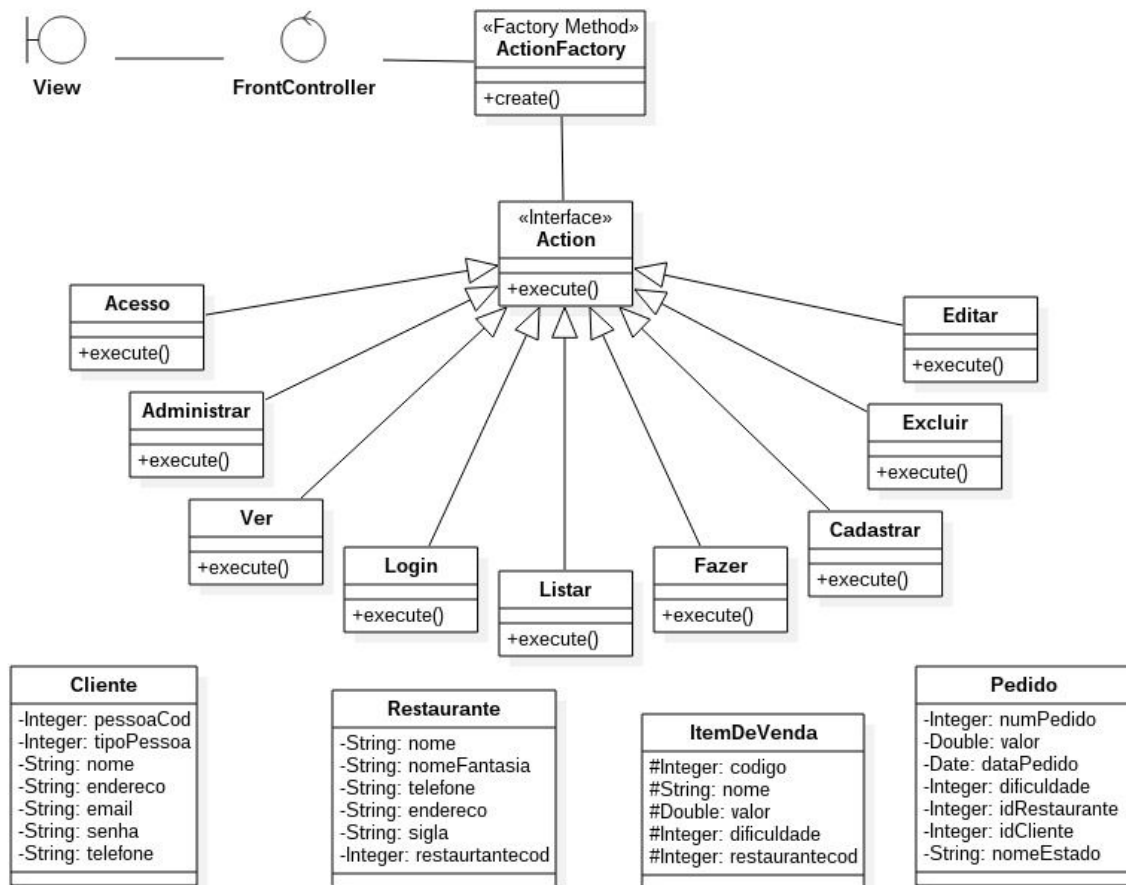 «Factory Method»
ActionFactory
+create()
View
FrontController
«Interface»
Action
+execute()
Acesso
+execute()
Administrar
+execute()
Ver
+execute()
Login
+execute()
Listar
+execute()
Fazer
+execute()
Cadastrar
+execute()
Excluir
+execute()
Editar
+execute()
Cliente
-Integer: pessoaCod
-Integer: tipoPessoa
-String: nome
-String: endereco
-String: email
-String: senha
-String: telefone
Restaurante
-String: nome
-String: nomeFantasia
-String: telefone
-String: endereco
-String: sigla
-Integer: restaurtantecod
ItemDeVenda
#Integer: codigo
#String: nome
#Double: valor
#Integer: dificuldade
#Integer: restaurantecod
Pedido
-Integer: numPedido
-Double: valor
-Date: dataPedido
-Integer: dificuldade
-Integer: idRestaurante
-Integer: idCliente
-String: nomeEstado